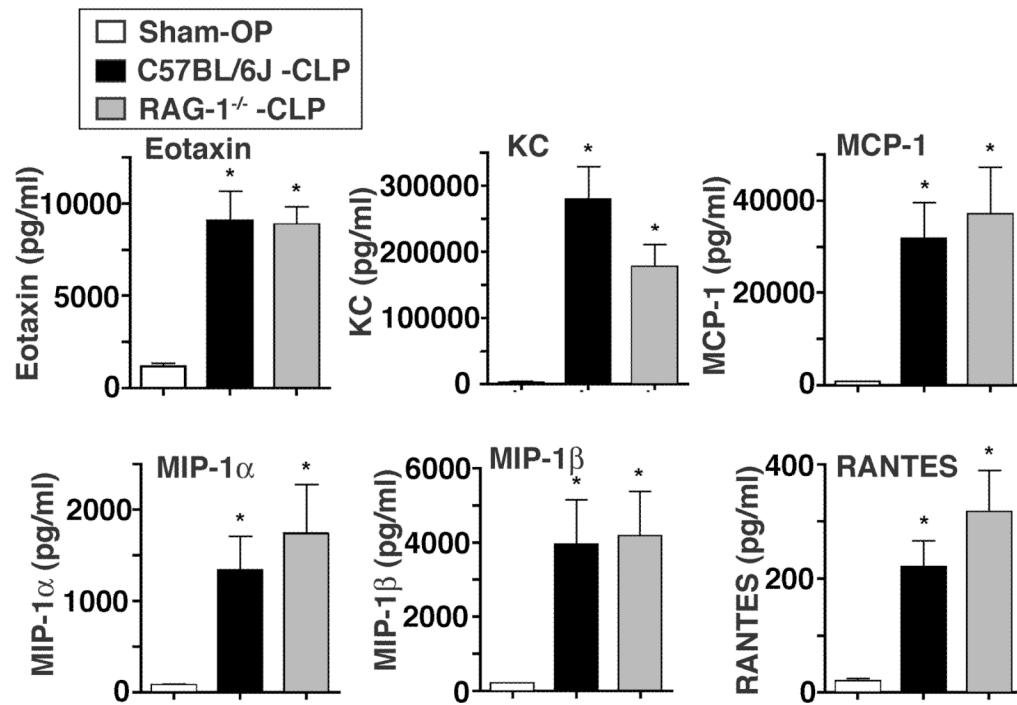 Sham-OP
C57BL/6J -CLP
RAG-1-/- -CLP
Eotaxin
Eotaxin (pg/ml)
10000
5000
0
*
*
KC
KC (pg/ml)
300000
200000
100000
0
*
*
MCP-1
MCP-1 (pg/ml)
40000
20000
0
*
*
MIP-1α
MIP-1α (pg/ml)
2000
1000
0
*
*
MIP-1β
MIP-1β (pg/ml)
6000
4000
2000
0
*
*
RANTES
RANTES (pg/ml)
400
200
0
*
*